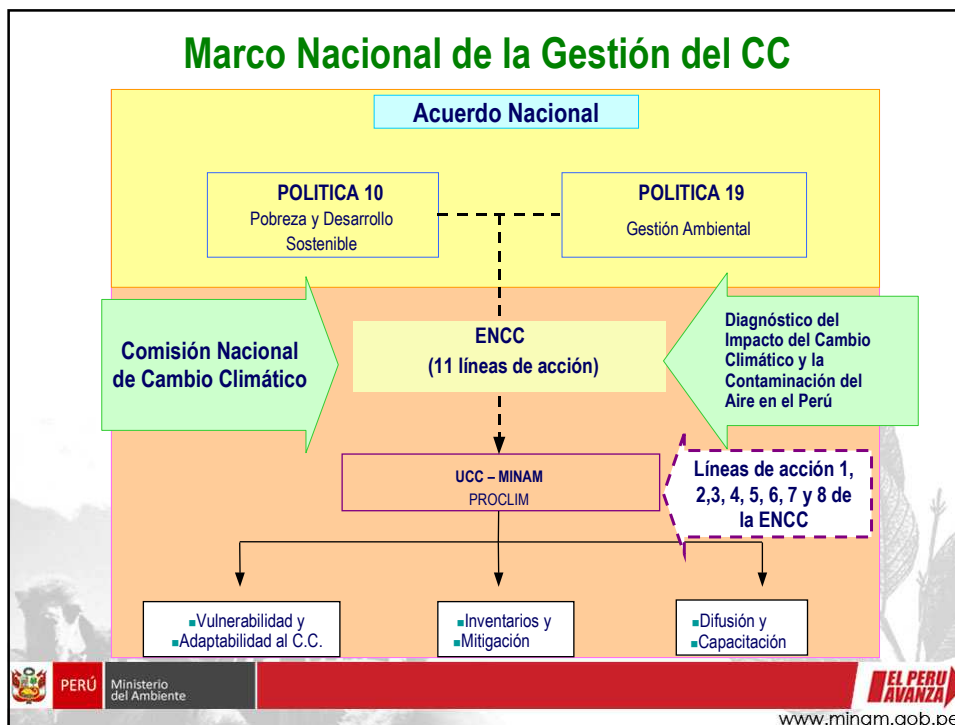 Marco Nacional de la Gestión del CC
Acuerdo Nacional
POLITICA 10
Pobreza y Desarrollo
Sostenible
POLITICA 19
Gestión Ambiental
Comisión Nacional
de Cambio Climático
ENCC
(11 líneas de acción)
Diagnóstico del
Impacto del Cambio
Climático y la
Contaminación del
Aire en el Perú
UCC – MINAM
PROCLIM
Líneas de acción 1,
2,3, 4, 5, 6, 7 y 8 de
la ENCC
Vulnerabilidad y
Adaptabilidad al C.C.
Inventarios y
Mitigación
Difusión y
Capacitación
PERÚ
Ministerio
del Ambiente
EL PERU
AVANZA
www.minam.gob.pe